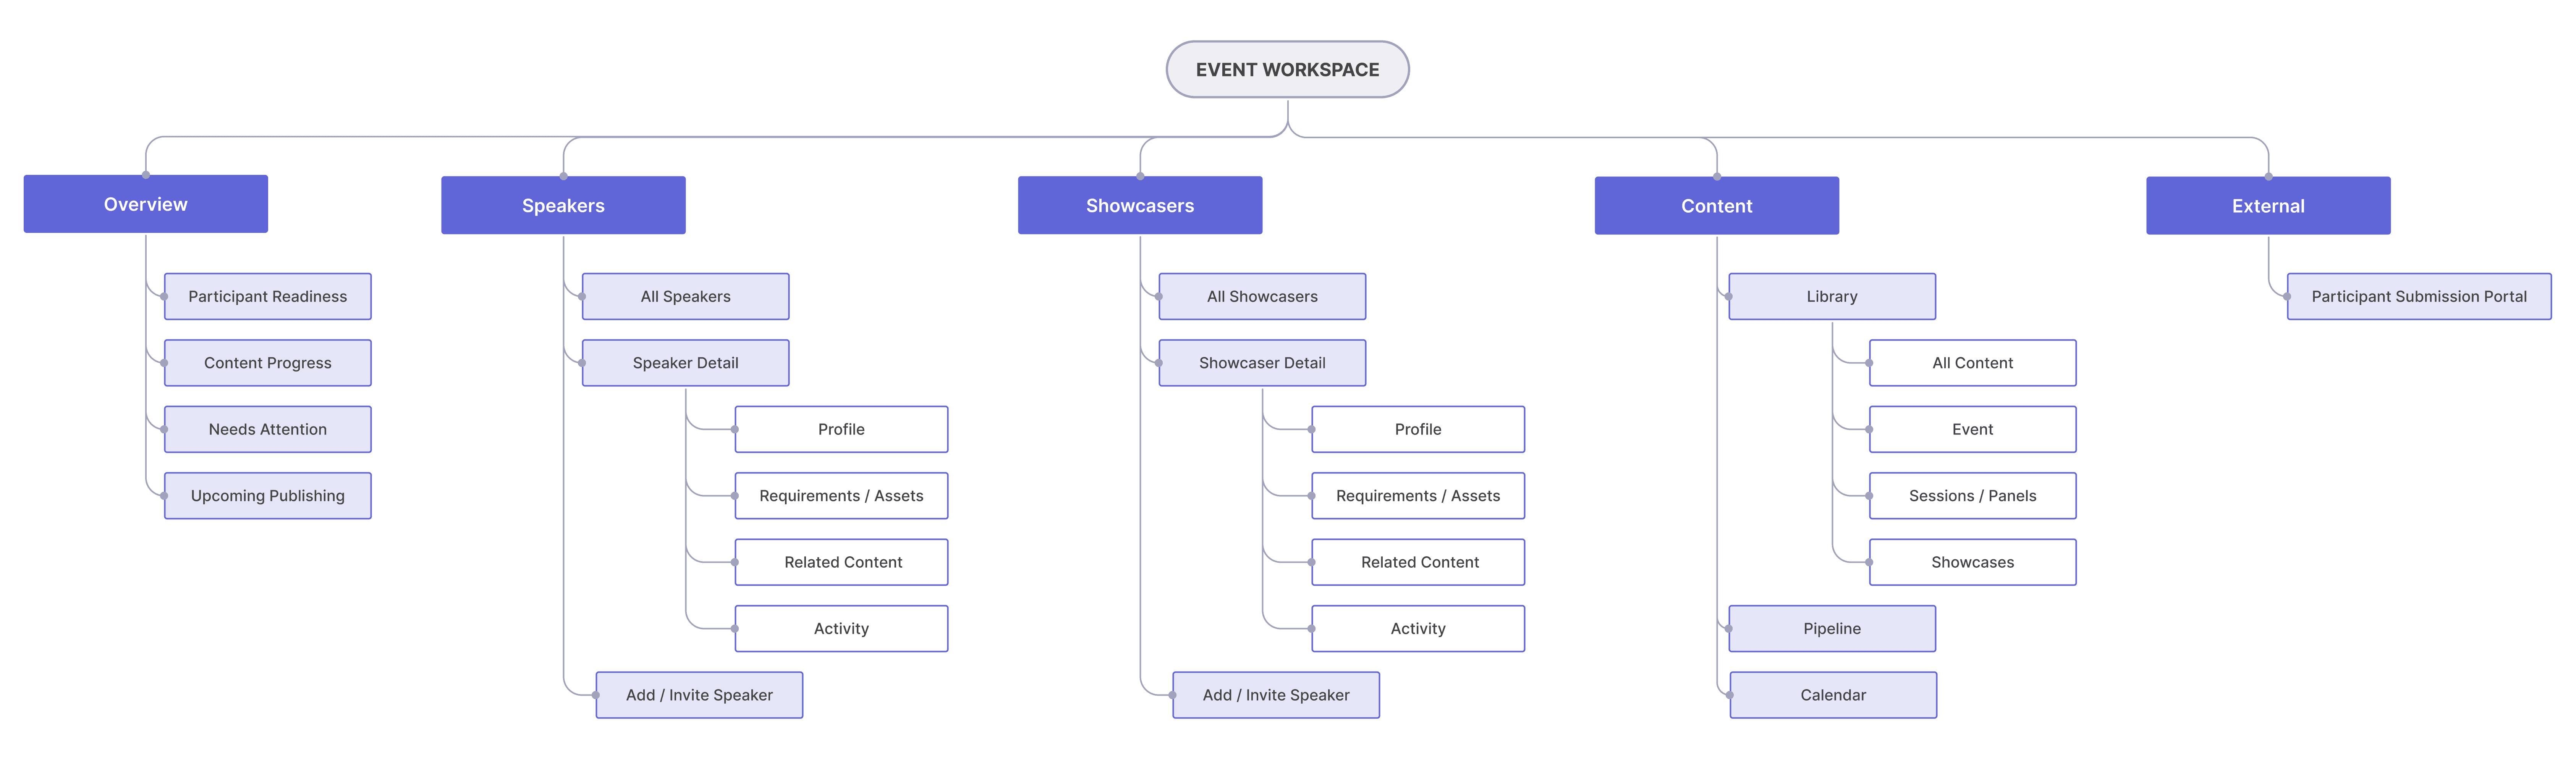 EVENT WORKSPACE
Overview
Participant Readiness
Content Progress
Needs Attention
Upcoming Publishing
Speakers
All Speakers
Speaker Detail
Profile
Requirements / Assets
Related Content
Activity
Add / Invite Speaker
Showcasers
All Showcasers
Showcaser Detail
Profile
Requirements / Assets
Related Content
Activity
Add / Invite Speaker
Content
Library
All Content
Event
Sessions / Panels
Showcases
Pipeline
Calendar
External
Participant Submission Portal